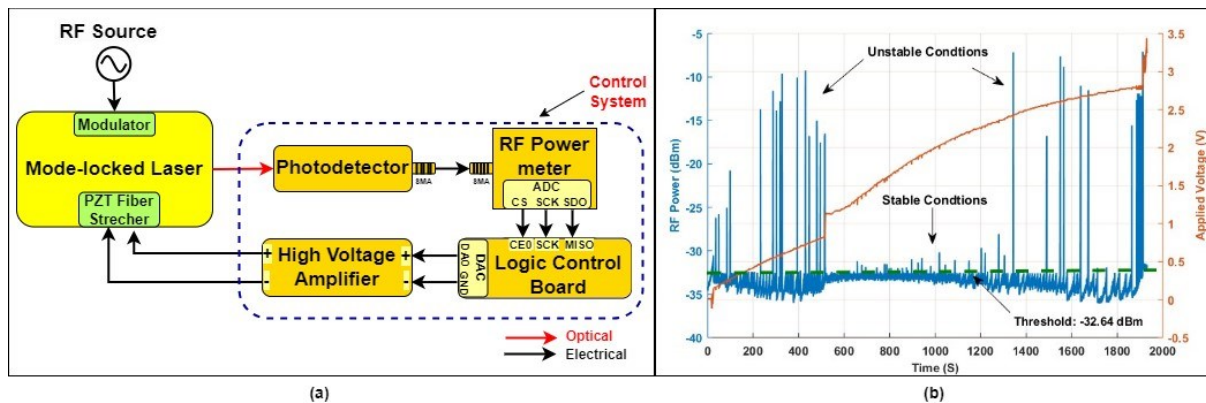 RF Source
Control
System
Modulator
Mode-locked Laser
PZT Fiber
Strecher
Photodetector
SMA
SMA
RF Power
meter
ADC
CS SCK SDO
High Voltage
Amplifier
+
-
+
-
DAC
DA0 GND
CE0 SCK MISO
Logic Control
Board
Optical
Electrical
(a)
RF Power (dBm)
-5
-10
-15
-20
-25
-30
-35
-40
Unstable Condtions
Stable Condtions
Threshold: -32.64 dBm
0 200 400 600 800 1000 1200 1400 1600 1800 2000
Time (S)
3.5
3
2.5
2
1.5
1
0.5
0
-0.5
Applied Voltage (V)
(b)